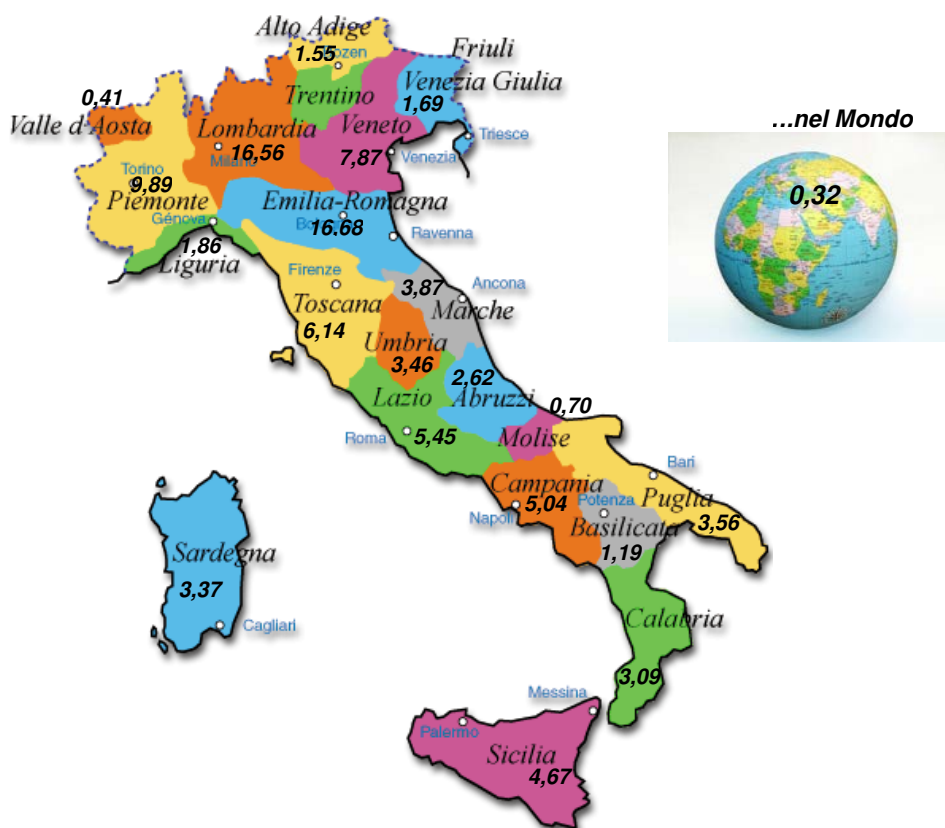 Alto Adige
1.55
Bozen
Friuli
Venezia Giulia
1,69
Trentino
0,41
Valle d'Aosta
Lombardia
16,56
Milano
Veneto
7,87
Venezia
Triesce
...nel Mondo
0,32
Torino
9,89
Piemonte
Emilia-Romagna
16.68
Ravenna
Génova
1,86
Liguria
Firenze
Toscana
6,14
3,87
Ancona
Marche
Umbria
3,46
2,62
Abruzzi
Lazio
5,45
Roma
0,70
Molise
Campania
5,04
Napoli
Bari
Puglia
3,56
Potenza
Basilicata
1,19
Sardegna
3,37
Cagliari
Calabria
3,09
Messina
Palermo
Sicilia
4,67